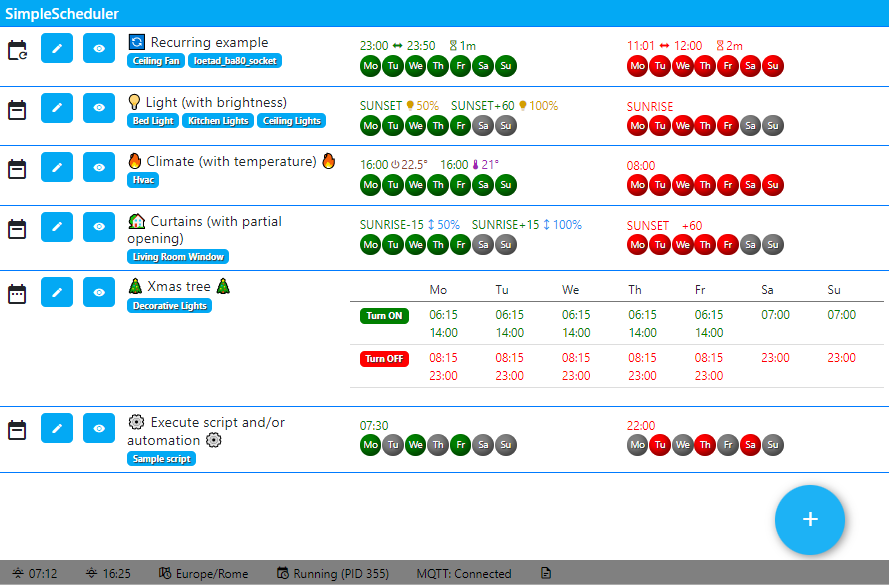 SimpleScheduler
Recurring example
Ceiling Fan loetad_ba80_socket
23:00 ↔ 23:50 1m
Mo Tu We Th Fr Sa Su
11:01 ↔ 12:00 2m
Mo Tu We Th Fr Sa Su
Light (with brightness)
Bed Light Kitchen Lights Ceiling Lights
SUNSET 50% SUNSET+60 100%
Mo Tu We Th Fr Sa Su
SUNRISE
Mo Tu We Th Fr Sa Su
Climate (with temperature)
Hvac
16:00 22.5° 16:00 21°
Mo Tu We Th Fr Sa Su
08:00
Mo Tu We Th Fr Sa Su
Curtains (with partial
opening)
Living Room Window
SUNRISE-15 50% SUNRISE+15 100%
Mo Tu We Th Fr Sa Su
SUNSET +60
Mo Tu We Th Fr Sa Su
Xmas tree
Decorative Lights
Mo Tu We Th Fr Sa Su
Turn ON 06:15 06:15 06:15 06:15 06:15 07:00 07:00
14:00 14:00 14:00 14:00 14:00
Turn OFF 08:15 08:15 08:15 08:15 08:15 23:00 23:00
23:00 23:00 23:00 23:00 23:00
Execute script and/or
automation
Sample script
07:30
Mo Tu We Th Fr Sa Su
22:00
Mo Tu We Th Fr Sa Su
+
07:12 16:25 Europe/Rome Running (PID 355) MQTT: Connected